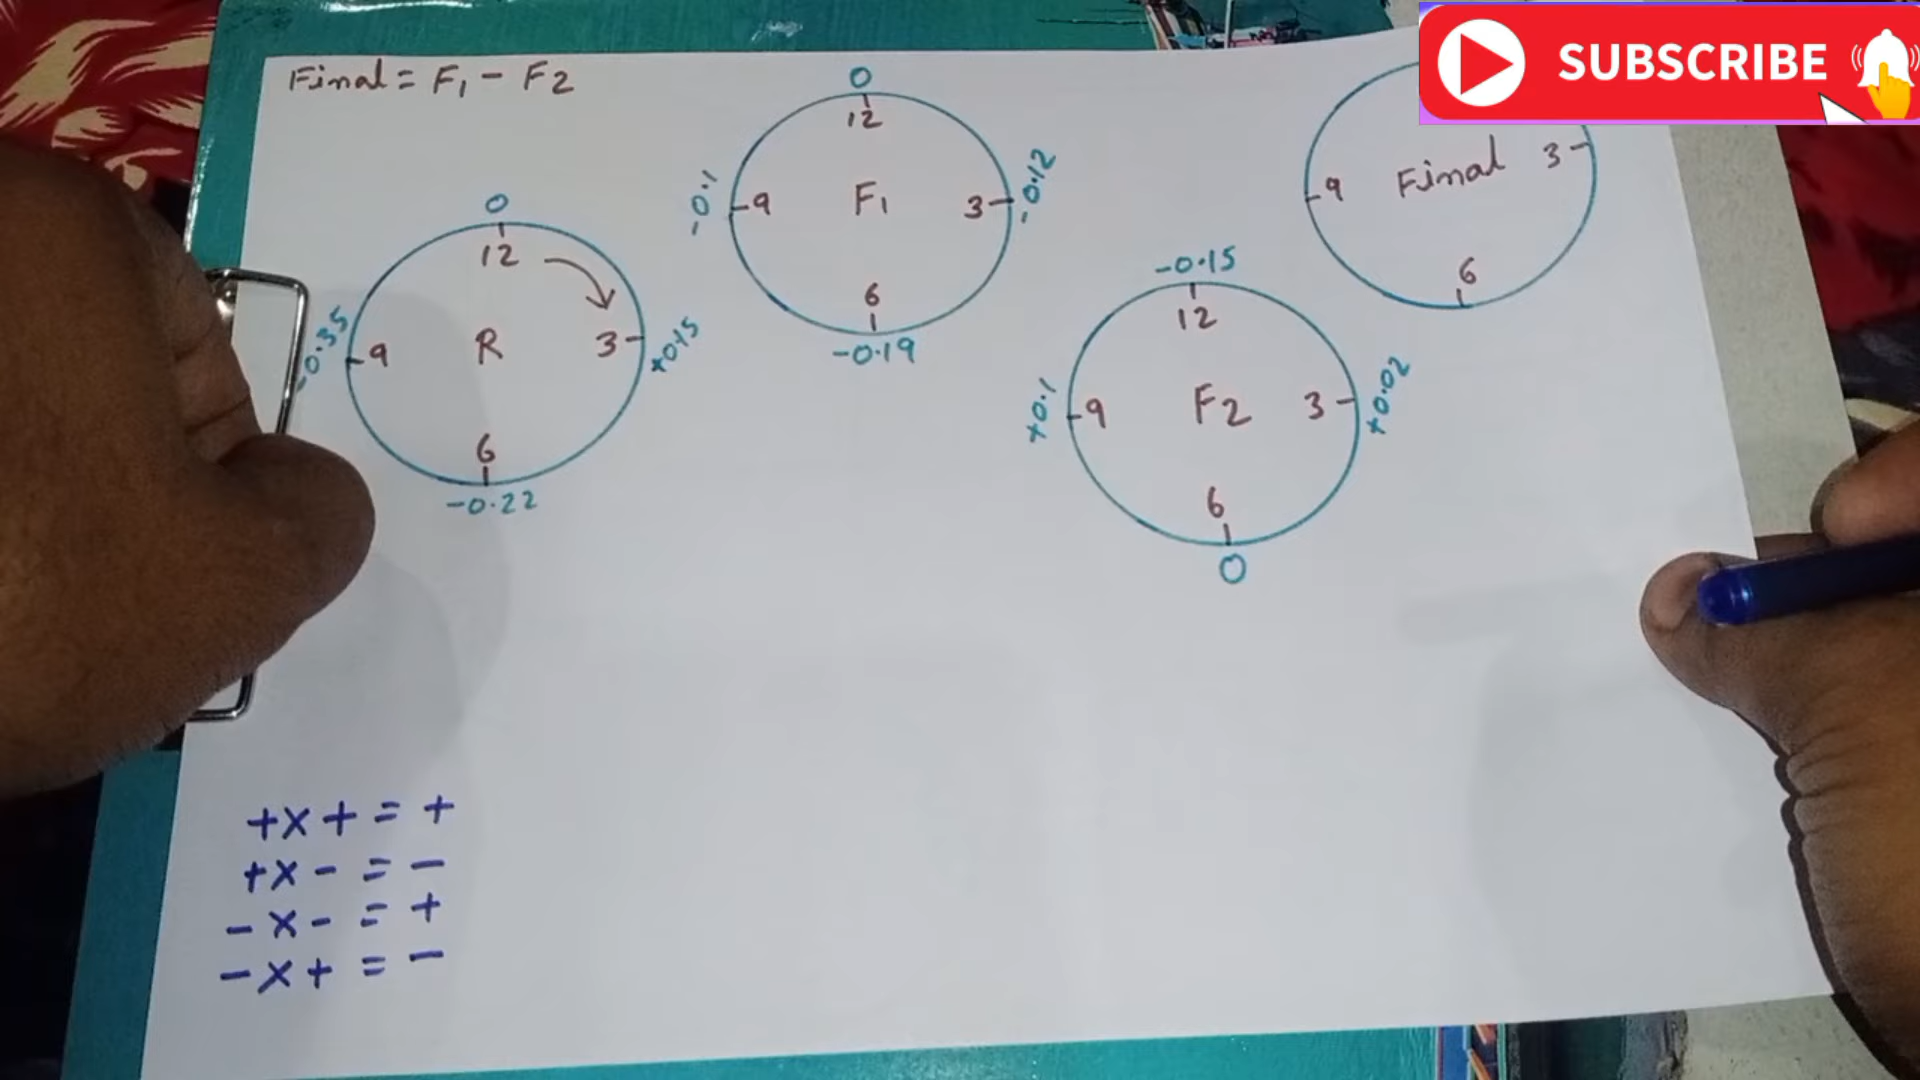 SUBSCRIBE
Final = F1 - F2
0
12
-0.1
9
F1
3
-0.12
6
-0.19
9
Final
3
6
0
12
-0.35
9
R
3
+0.15
6
-0.22
-0.15
12
+0.1
9
F2
3
+0.02
6
0
+x+ = +
+x- = -
-x- = +
-x+ = -